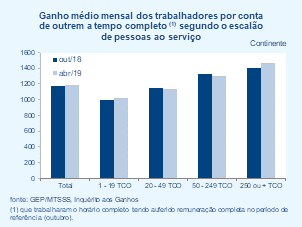 Ganho médio mensal dos trabalhadores por conta
de outrem a tempo completo (1) segundo o escalão
de pessoas ao serviço
Continente
1600
1400
1200
1000
800
600
400
200
0
out/18
abr/19
Total
1 - 19 TCO
20 - 49 TCO
50 - 249 TCO
250 ou + TCO
fonte: GEP/MTSSS, Inquérito aos Ganhos
(1) que trabalharam o horário completo tendo auferido remuneração completa no período de
referência (outubro).